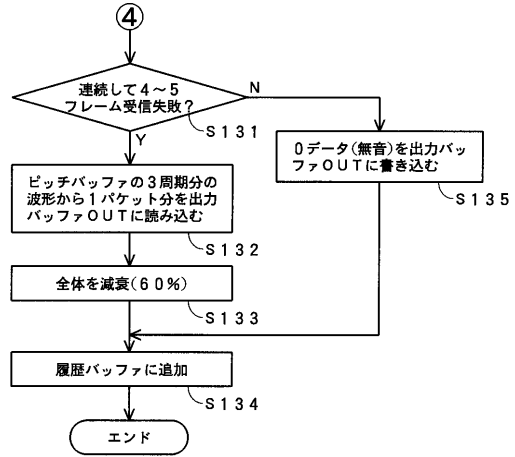 ④
連続して4～5
フレーム受信失敗？
N
S131
Y
0データ(無音)を出力バッ
ファOUTに書き込む
S135
ピッチバッファの3周期分の
波形から1パケット分を出力
バッファOUTに読み込む
S132
全体を減衰(60%)
S133
履歴バッファに追加
S134
エンド